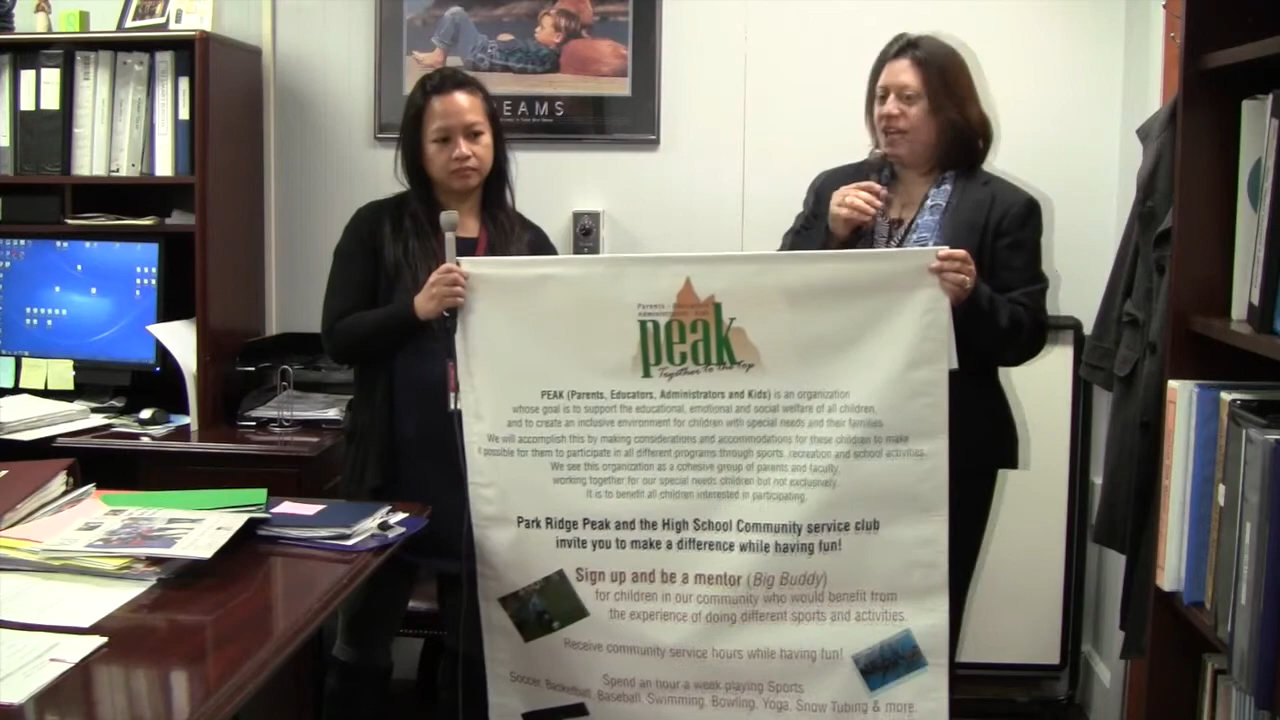 EAMS
Parents - Educators
Administrators - Kids
peak
Together To the Top
PEAK (Parents, Educators, Administrators and Kids) is an organization
whose goal is to support the educational, emotional and social welfare of all children,
and to create an inclusive environment for children with special needs and their families
We will accomplish this by making considerations and accommodations for these children to make
it possible for them to participate in all different programs through sports, recreation and school activities.
We see this organization as a cohesive group of parents and faculty,
working together for our special needs children but not exclusively.
It is to benefit all children interested in participating.
Park Ridge Peak and the High School Community service club
invite you to make a difference while having fun!
Sign up and be a mentor (Big Buddy)
for children in our community who would benefit from
the experience of doing different sports and activities.
Receive community service hours while having fun!
Spend an hour a week playing Sports
Soccer, Basketball, Baseball, Swimming, Bowling, Yoga, Snow Tubing & more.